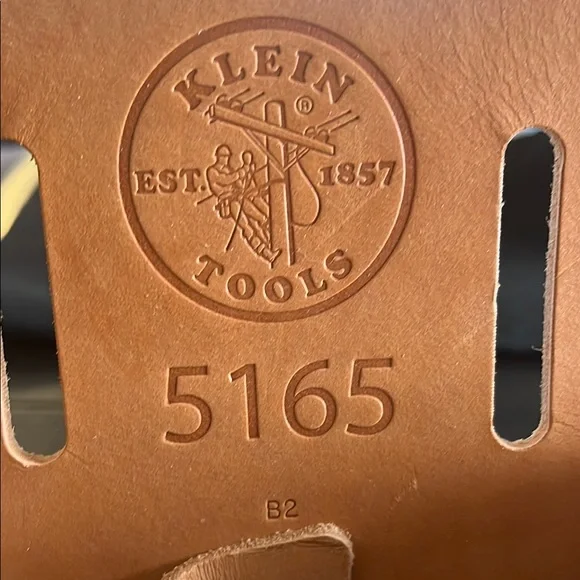 KLEIN
®
EST. 1857
TOOLS
5165
B2